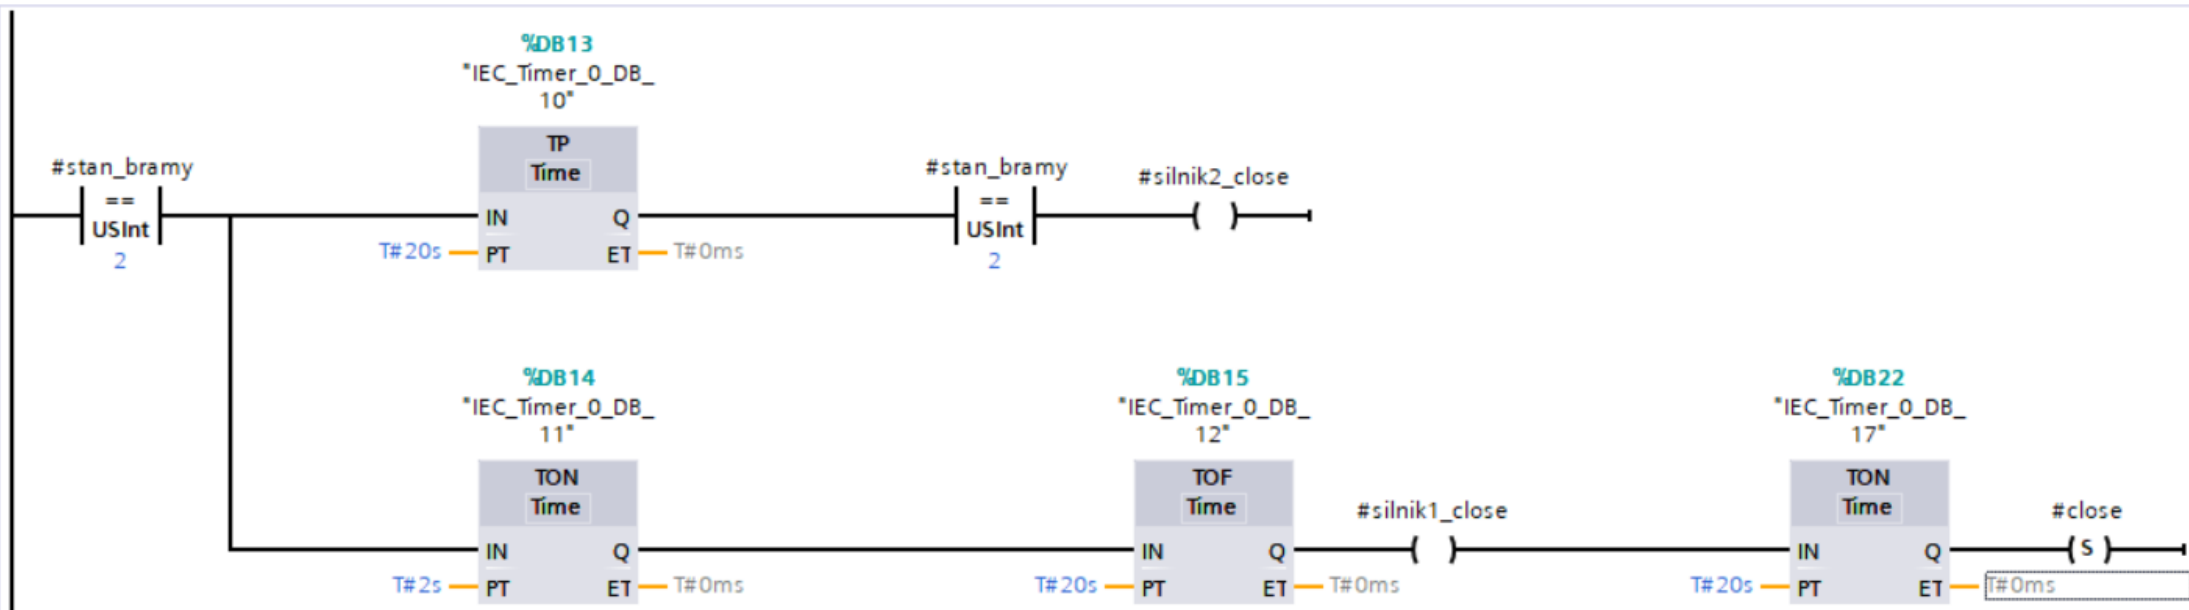 %DB13
"IEC_Timer_0_DB_
10"
TP
Time
#stan_bramy
==
USInt
2
IN Q
T#20s PT ET T#0ms
#stan_bramy
==
USInt
2
#silnik2_close
( )
%DB14
"IEC_Timer_0_DB_
11"
TON
Time
IN Q
T#2s PT ET T#0ms
%DB15
"IEC_Timer_0_DB_
12"
TOF
Time
IN Q
T#20s PT ET T#0ms
#silnik1_close
( )
%DB22
"IEC_Timer_0_DB_
17"
TON
Time
IN Q
T#20s PT ET T#0ms
#close
( S )